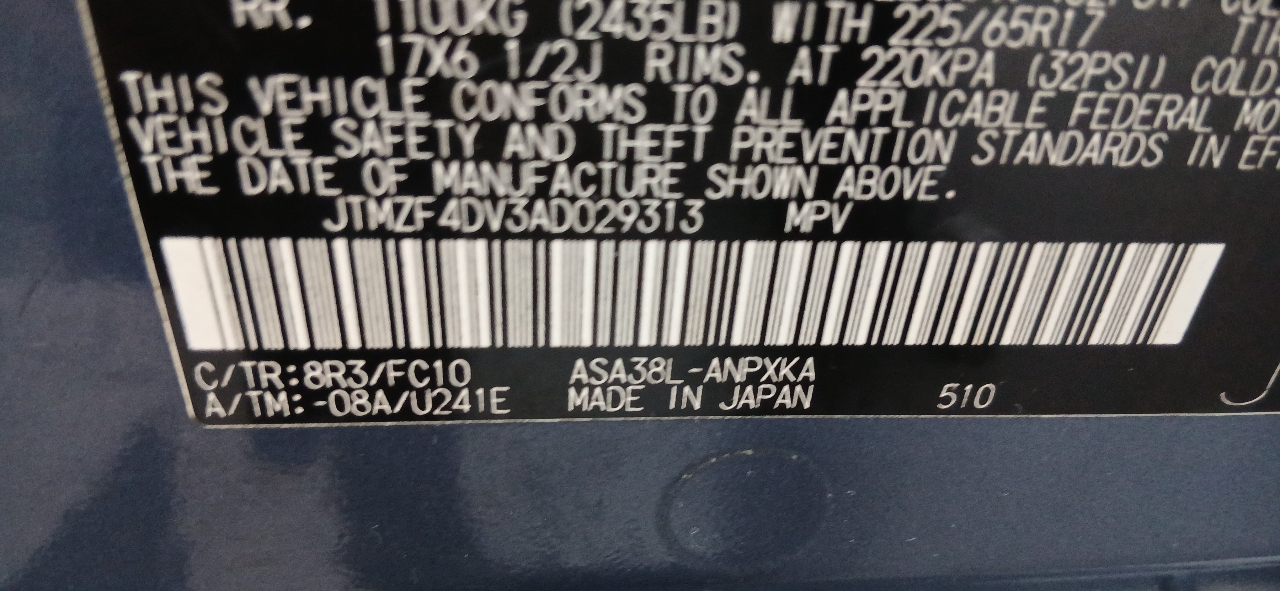 RR. 1100KG (2435LB) WITH 225/65R17 TIR
17X6 1/2J RIMS. AT 220KPA (32PSI) COLD.
THIS VEHICLE CONFORMS TO ALL APPLICABLE FEDERAL MO
VEHICLE SAFETY AND THEFT PREVENTION STANDARDS IN EF
THE DATE OF MANUFACTURE SHOWN ABOVE.
JTMZF4DV3AD029313 MPV
C/TR:8R3/FC10 ASA38L-ANPXKA
A/TM:-08A/U241E MADE IN JAPAN 510